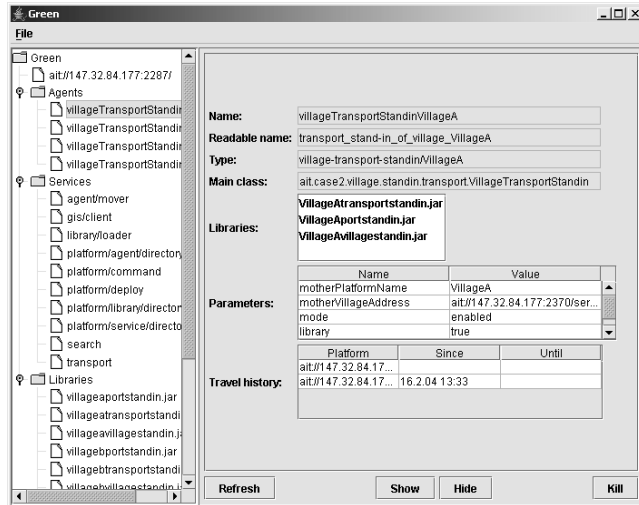 Green
File
Green
ait://147.32.84.177:2287/
Agents
villageTransportStandir
villageTransportStandir
villageTransportStandir
villageTransportStandir
Services
agent/mover
gis/client
library/loader
platform/agent/directory
platform/command
platform/deploy
platform/library/director
platform/service/directo
search
transport
Libraries
villageaportstandin.jar
villageatransportstandi
villageavillagestandin.ja
villagebportstandin.jar
villagebtransportstandi
Name: villageTransportStandinVillageA
Readable name: transport_stand-in_of_village_VillageA
Type: village-transport-standin/VillageA
Main class: ait.case2.village.standin.transport.VillageTransportStandin
Libraries:
VillageAtransportstandin.jar
VillageAportstandin.jar
VillageAvillagestandin.jar
Parameters:
Name Value
motherPlatformName VillageA
motherVillageAddress ait://147.32.84.177:2370/ser...
mode enabled
library true
Travel history:
Platform Since Until
ait://147.32.84.17...
ait://147.32.84.17... 16.2.04 13:33
Refresh Show Hide Kill